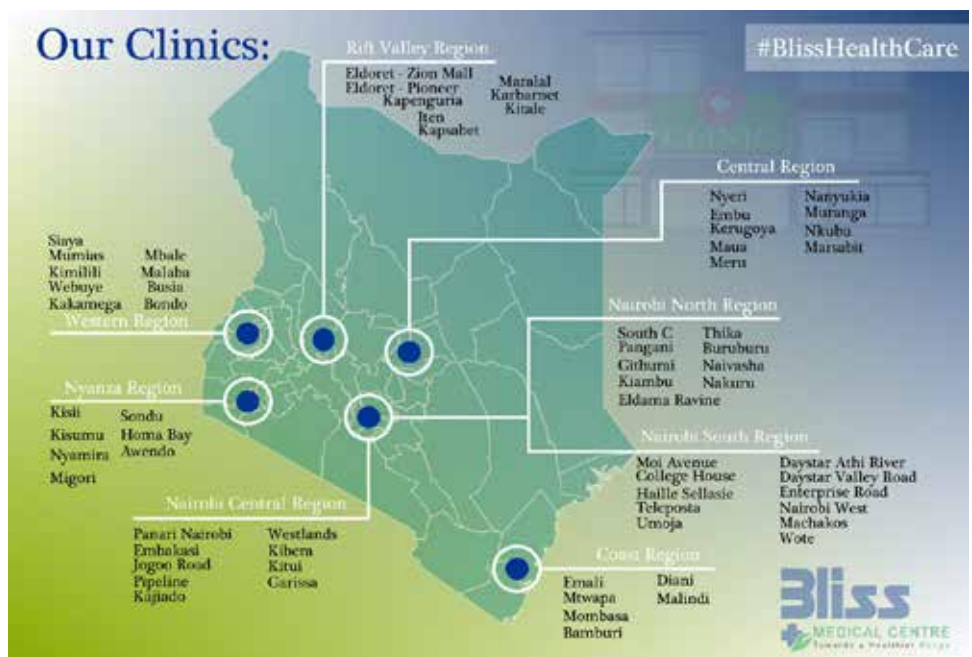 Our Clinics:
#BlissHealthCare
Rift Valley Region
Eldoret - Zion Mall
Eldoret - Pioneer
Kapenguria
Iten
Kapsabet
Maralal
Karbarnet
Kitale
Central Region
Nyeri
Embu
Kerugoya
Maua
Meru
Nanyukia
Muranga
Nkubu
Marsabit
Siaya
Mumias
Kimilili
Webuye
Kakamega
Mbale
Malaba
Busia
Bondo
Western Region
Nairobi North Region
South C
Pangani
Githurai
Kiambu
Eldama Ravine
Thika
Buruburu
Naivasha
Nakuru
Nyanza Region
Kisii
Kisumu
Nyamira
Migori
Sondu
Homa Bay
Awendo
Nairobi South Region
Moi Avenue
College House
Haille Sellasie
Teleposta
Umoja
Daystar Athi River
Daystar Valley Road
Enterprise Road
Nairobi West
Machakos
Wote
Nairobi Central Region
Panari Nairobi
Embakasi
Jogoo Road
Pipeline
Kajiado
Westlands
Kibera
Kitui
Garissa
Coast Region
Emali
Mtwapa
Mombasa
Bamburi
Diani
Malindi
Bliss
MEDICAL CENTRE
Towards a Healthier